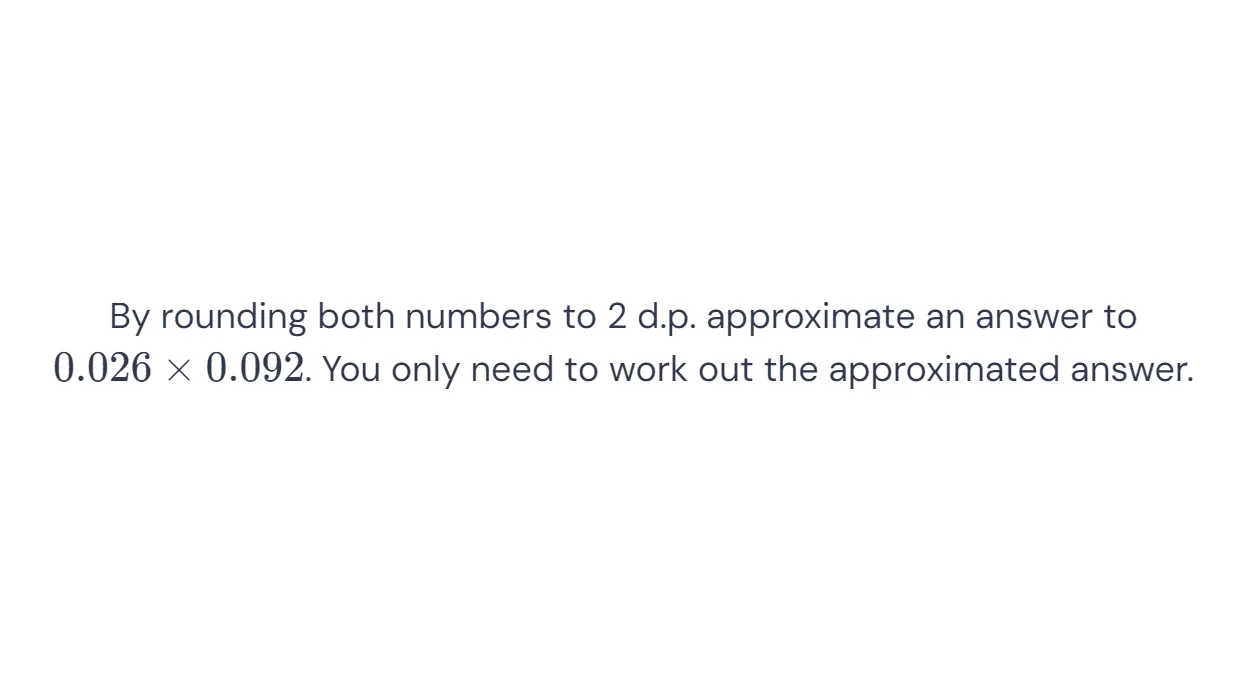 By rounding both numbers to 2 d.p. approximate an answer to
0.026 × 0.092. You only need to work out the approximated answer.